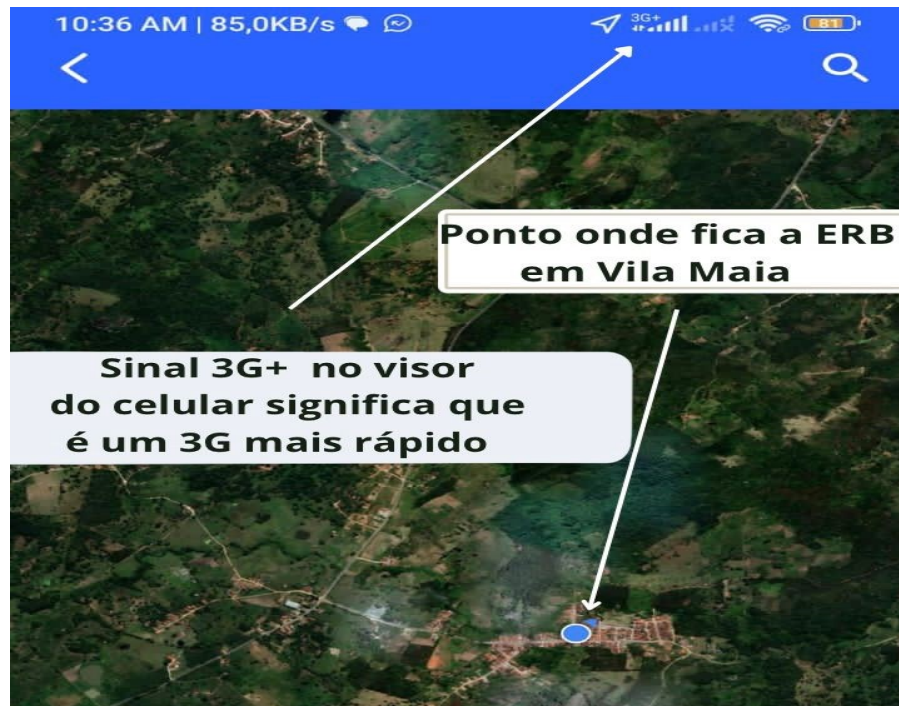 10:36 AM | 85,0KB/s
3G+
81
Ponto onde fica a ERB
em Vila Maia
Sinal 3G+ no visor
do celular significa que
é um 3G mais rápido